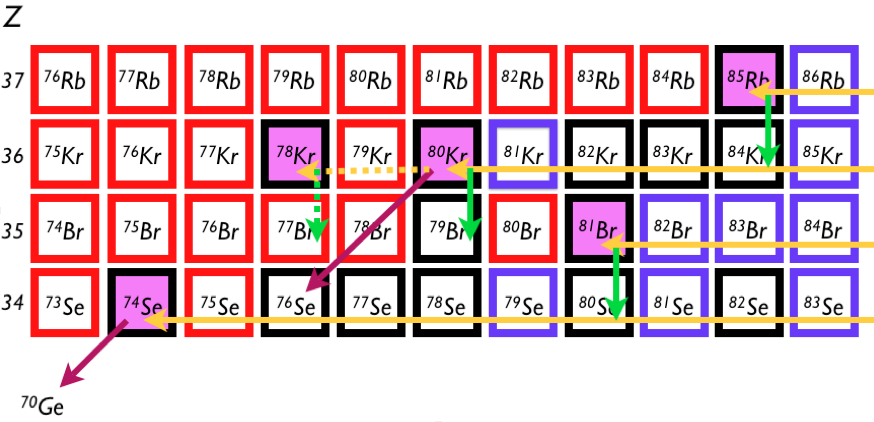 Z
37 76Rb 77Rb 78Rb 79Rb 80Rb 81Rb 82Rb 83Rb 84Rb 85Rb 86Rb
36 75Kr 76Kr 77Kr 78Kr 79Kr 80Kr 81Kr 82Kr 83Kr 84Kr 85Kr
35 74Br 75Br 76Br 77Br 78Br 79Br 80Br 81Br 82Br 83Br 84Br
34 73Se 74Se 75Se 76Se 77Se 78Se 79Se 80Se 81Se 82Se 83Se
70Ge